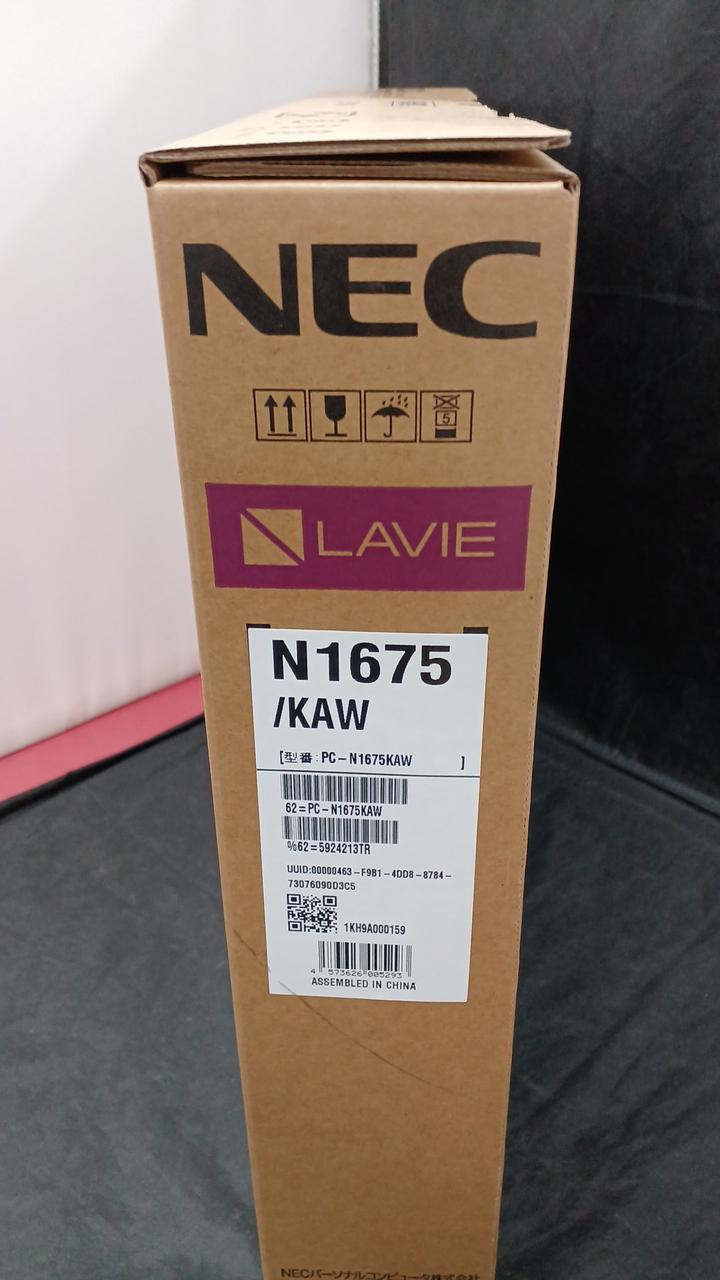 NEC
5
LAVIE
N1675
/KAW
[型番:PC-N1675KAW ]
62=PC-N1675KAW
%62=5924213TR
UUID:00000463-F9B1-4DD8-8784-
73076090D3C5
1KH9A000159
4 573626 005293
ASSEMBLED IN CHINA
NECパーソナルコンピュータ株式会社